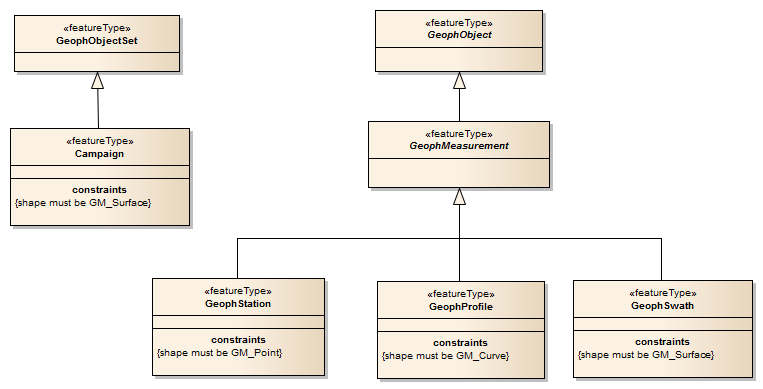 «featureType»
GeophObjectSet
«featureType»
GeophObject
«featureType»
Campaign
constraints
{shape must be GM_Surface}
«featureType»
GeophMeasurement
«featureType»
GeophStation
constraints
{shape must be GM_Point}
«featureType»
GeophProfile
constraints
{shape must be GM_Curve}
«featureType»
GeophSwath
constraints
{shape must be GM_Surface}